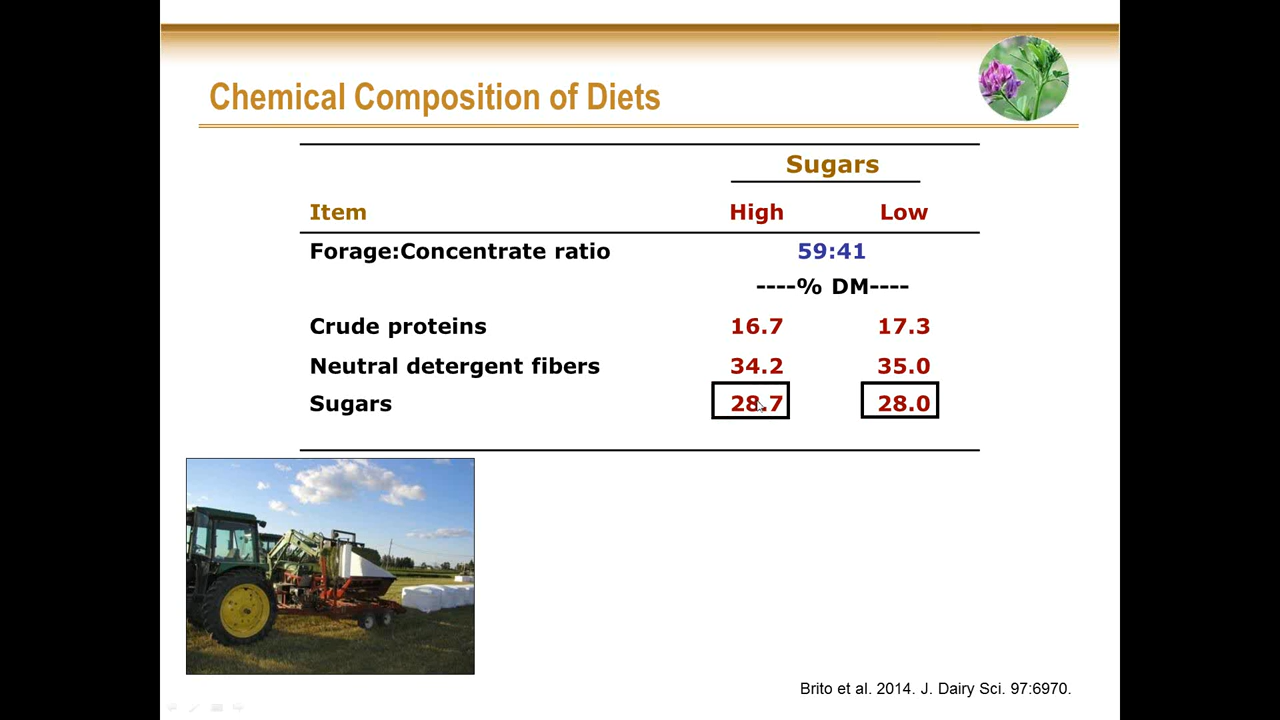 Chemical Composition of Diets
Sugars
Item High Low
Forage:Concentrate ratio 59:41
----% DM----
Crude proteins 16.7 17.3
Neutral detergent fibers 34.2 35.0
Sugars 28.7 28.0
Brito et al. 2014. J. Dairy Sci. 97:6970.